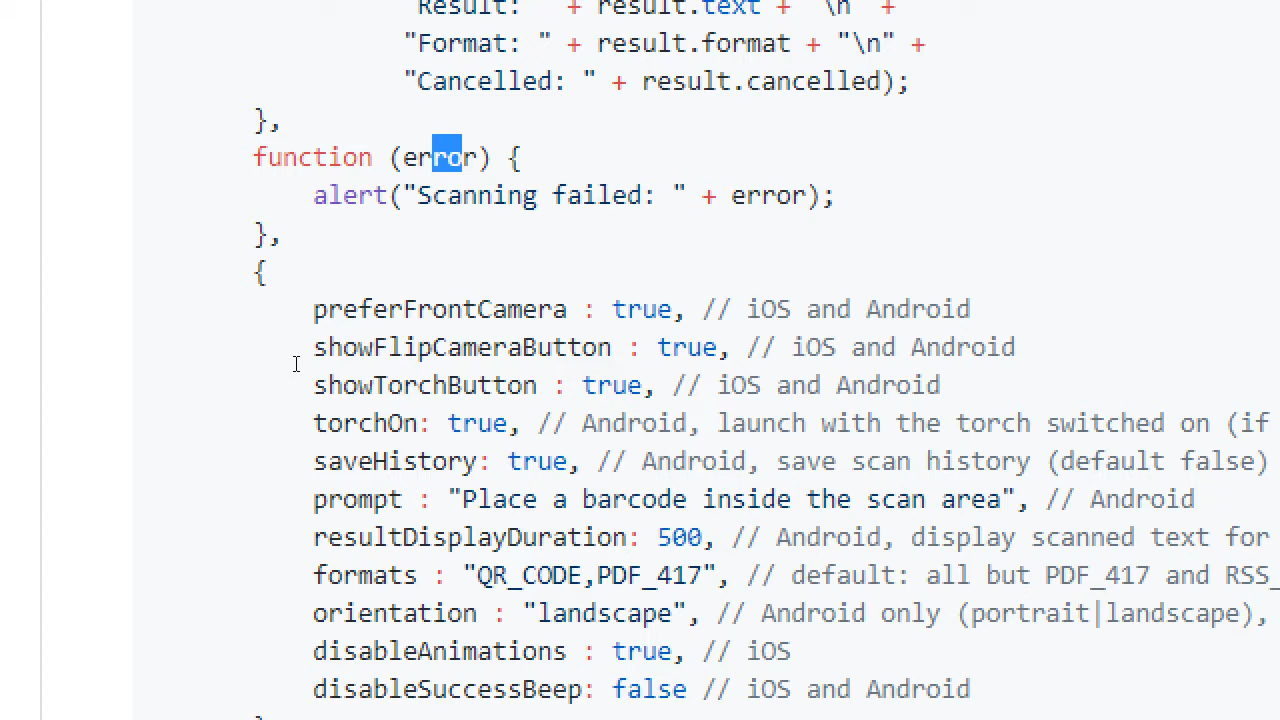 "Result: " + result.text + "\n" +
"Format: " + result.format + "\n" +
"Cancelled: " + result.cancelled);
},
function (error) {
alert("Scanning failed: " + error);
},
{
preferFrontCamera : true, // iOS and Android
showFlipCameraButton : true, // iOS and Android
showTorchButton : true, // iOS and Android
torchOn: true, // Android, launch with the torch switched on (if
saveHistory: true, // Android, save scan history (default false)
prompt : "Place a barcode inside the scan area", // Android
resultDisplayDuration: 500, // Android, display scanned text for
formats : "QR_CODE,PDF_417", // default: all but PDF_417 and RSS_
orientation : "landscape", // Android only (portrait|landscape),
disableAnimations : true, // iOS
disableSuccessBeep: false // iOS and Android